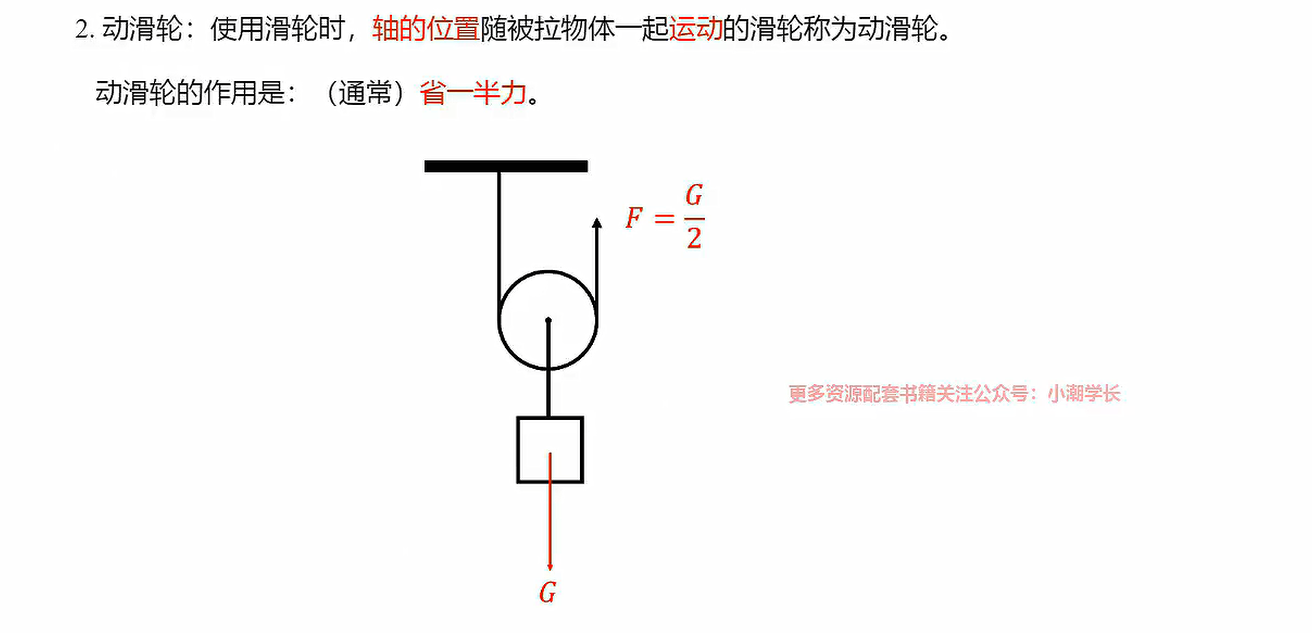 2. 动滑轮：使用滑轮时，轴的位置随被拉物体一起运动的滑轮称为动滑轮。
动滑轮的作用是：（通常）省一半力。
F = G/2
更多资源配套书籍关注公众号：小潮学长
G